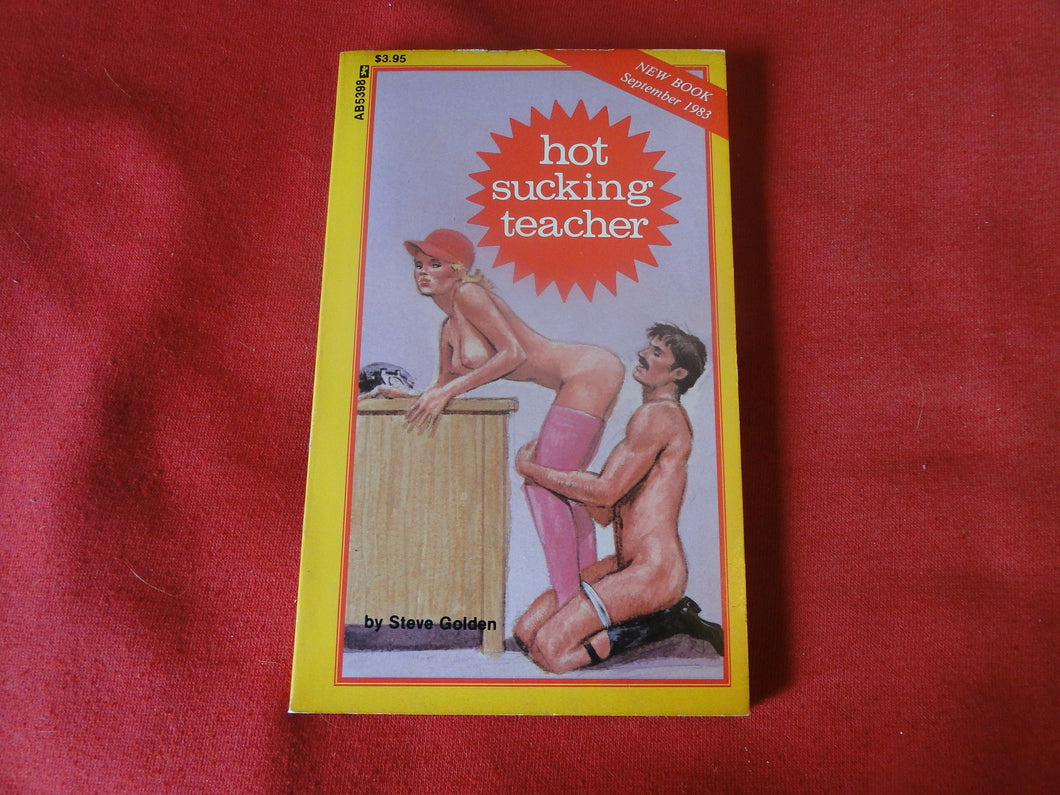 $3.95
AB5398
NEW BOOK
September 1983
hot
sucking
teacher
by Steve Golden